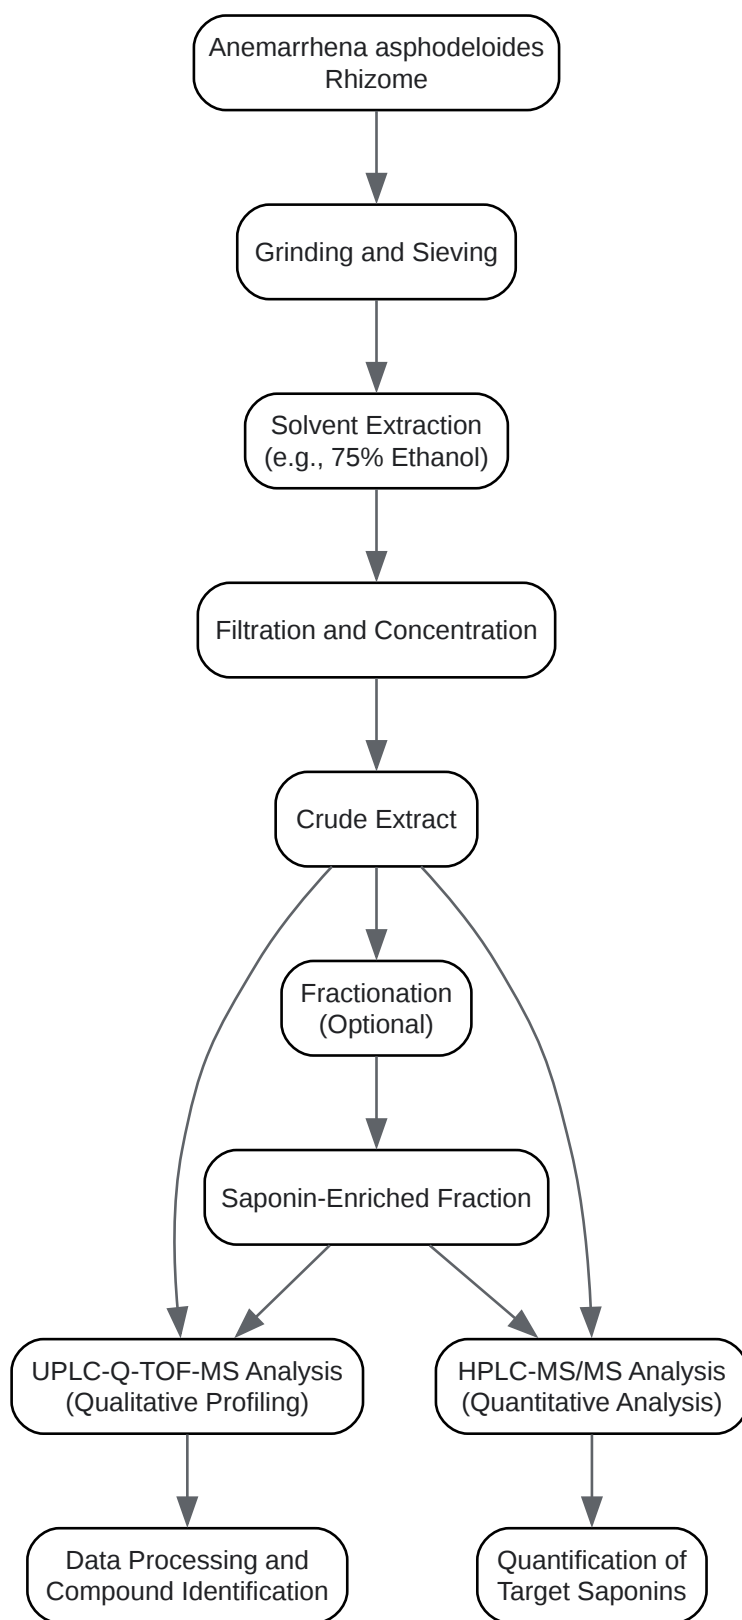 Anemarrhena asphodeloides
Rhizome
Grinding and Sieving
Solvent Extraction
(e.g., 75% Ethanol)
Filtration and Concentration
Crude Extract
Fractionation
(Optional)
Saponin-Enriched Fraction
UPLC-Q-TOF-MS Analysis
(Qualitative Profiling)
HPLC-MS/MS Analysis
(Quantitative Analysis)
Data Processing and
Compound Identification
Quantification of
Target Saponins